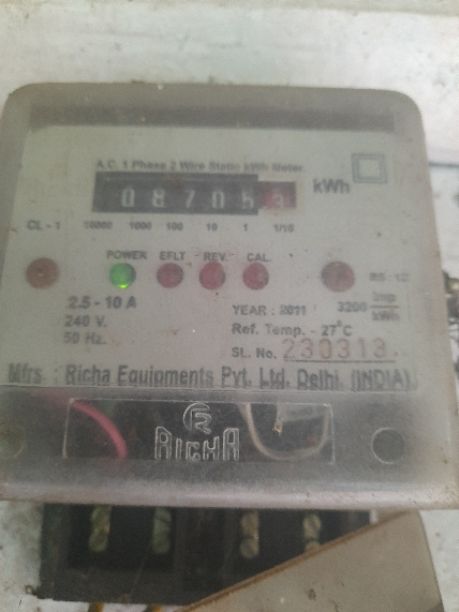 A.C. 1 Phase 2 Wire Static kWh Meter.
08705 3 kWh
CL - 1 10000 1000 100 10 1 1/10
POWER EFLT REV. CAL.
2.5 - 10 A YEAR : 2011 3200 Imp/kWh
240 V. Ref. Temp. - 27°C
50 Hz. SL. No. 230313.
Mfrs. : Richa Equipments Pvt. Ltd. Delhi. (INDIA)
RICHA